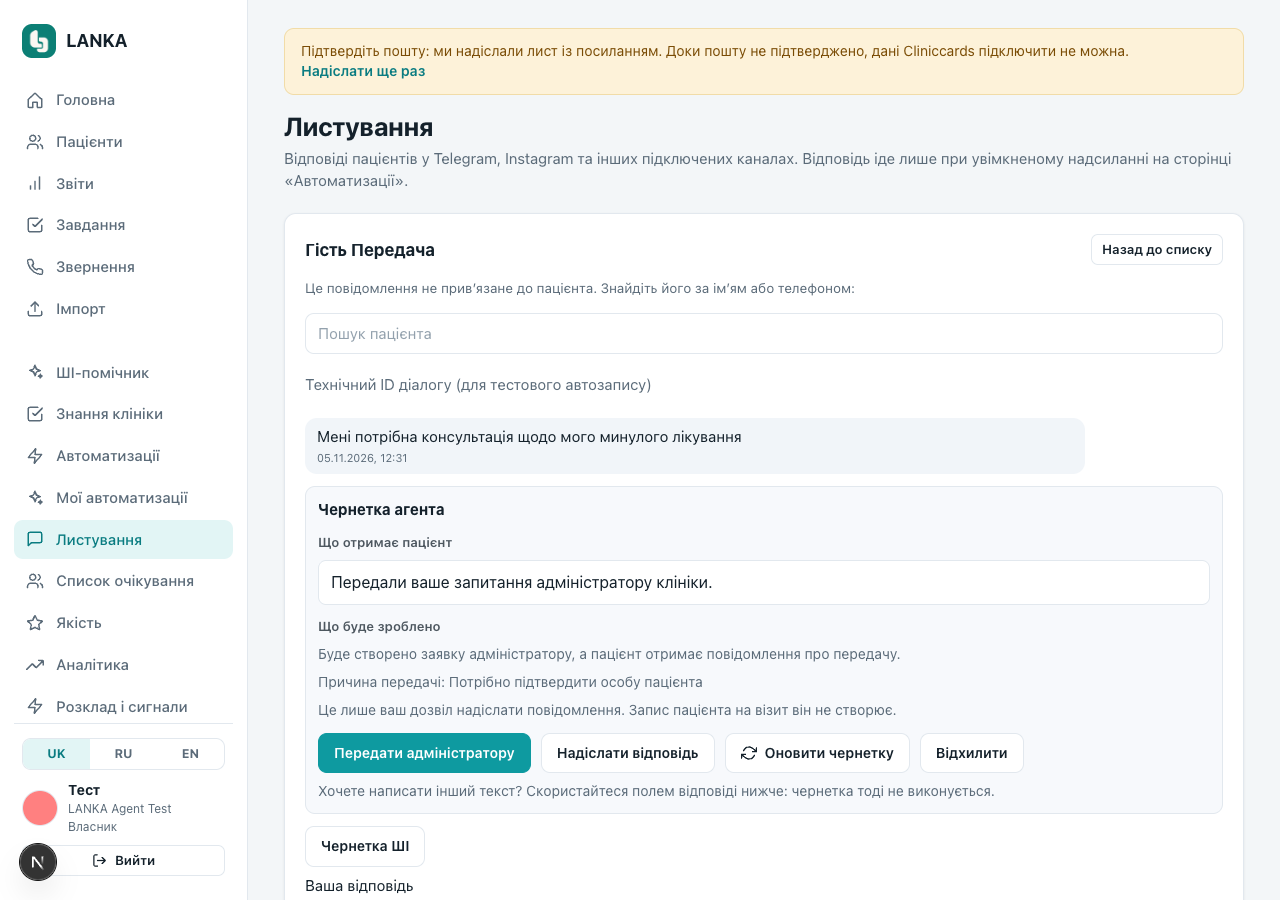 LANKA
Головна
Пацієнти
Звіти
Завдання
Звернення
Імпорт
ШІ-помічник
Знання клініки
Автоматизації
Мої автоматизації
Листування
Список очікування
Якість
Аналітика
Розклад і сигнали
UK RU EN
Тест
LANKA Agent Test
Власник
N
Вийти
Підтвердіть пошту: ми надіслали лист із посиланням. Доки пошту не підтверджено, дані Cliniccards підключити не можна.
Надіслати ще раз
Листування
Відповіді пацієнтів у Telegram, Instagram та інших підключених каналах. Відповідь іде лише при увімкненому надсиланні на сторінці
«Автоматизації».
Гість Передача
Назад до списку
Це повідомлення не привʼязане до пацієнта. Знайдіть його за імʼям або телефоном:
Пошук пацієнта
Технічний ID діалогу (для тестового автозапису)
Мені потрібна консультація щодо мого минулого лікування
05.11.2026, 12:31
Чернетка агента
Що отримає пацієнт
Передали ваше запитання адміністратору клініки.
Що буде зроблено
Буде створено заявку адміністратору, а пацієнт отримає повідомлення про передачу.
Причина передачі: Потрібно підтвердити особу пацієнта
Це лише ваш дозвіл надіслати повідомлення. Запис пацієнта на візит він не створює.
Передати адміністратору Надіслати відповідь Оновити чернетку Відхилити
Хочете написати інший текст? Скористайтеся полем відповіді нижче: чернетка тоді не виконується.
Чернетка ШІ
Ваша відповідь